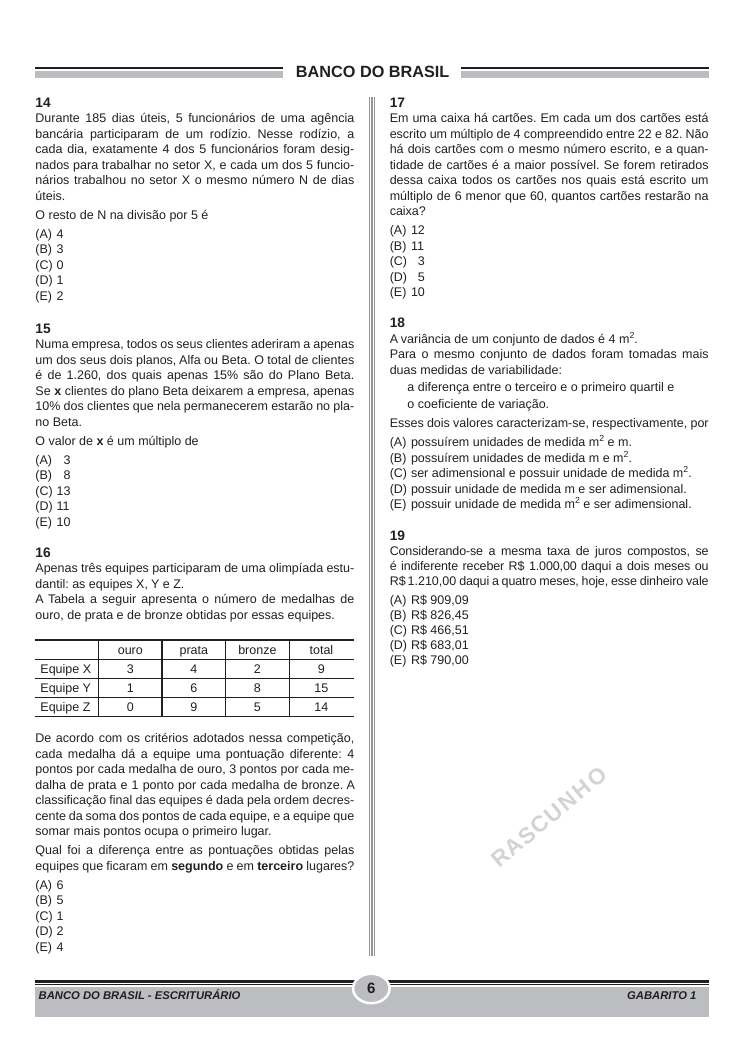 BANCO DO BRASIL
14
Durante 185 dias úteis, 5 funcionários de uma agência
bancária participaram de um rodízio. Nesse rodízio, a
cada dia, exatamente 4 dos 5 funcionários foram desig-
nados para trabalhar no setor X, e cada um dos 5 funcio-
nários trabalhou no setor X o mesmo número N de dias
úteis.
O resto de N na divisão por 5 é
(A) 4
(B) 3
(C) 0
(D) 1
(E) 2
15
Numa empresa, todos os seus clientes aderiram a apenas
um dos seus dois planos, Alfa ou Beta. O total de clientes
é de 1.260, dos quais apenas 15% são do Plano Beta.
Se x clientes do plano Beta deixarem a empresa, apenas
10% dos clientes que nela permanecerem estarão no pla-
no Beta.
O valor de x é um múltiplo de
(A) 3
(B) 8
(C) 13
(D) 11
(E) 10
16
Apenas três equipes participaram de uma olimpíada estu-
dantil: as equipes X, Y e Z.
A Tabela a seguir apresenta o número de medalhas de
ouro, de prata e de bronze obtidas por essas equipes.
ouro prata bronze total
Equipe X 3 4 2 9
Equipe Y 1 6 8 15
Equipe Z 0 9 5 14
De acordo com os critérios adotados nessa competição,
cada medalha dá a equipe uma pontuação diferente: 4
pontos por cada medalha de ouro, 3 pontos por cada me-
dalha de prata e 1 ponto por cada medalha de bronze. A
classificação final das equipes é dada pela ordem decres-
cente da soma dos pontos de cada equipe, e a equipe que
somar mais pontos ocupa o primeiro lugar.
Qual foi a diferença entre as pontuações obtidas pelas
equipes que ficaram em segundo e em terceiro lugares?
(A) 6
(B) 5
(C) 1
(D) 2
(E) 4
17
Em uma caixa há cartões. Em cada um dos cartões está
escrito um múltiplo de 4 compreendido entre 22 e 82. Não
há dois cartões com o mesmo número escrito, e a quan-
tidade de cartões é a maior possível. Se forem retirados
dessa caixa todos os cartões nos quais está escrito um
múltiplo de 6 menor que 60, quantos cartões restarão na
caixa?
(A) 12
(B) 11
(C) 3
(D) 5
(E) 10
18
A variância de um conjunto de dados é 4 m².
Para o mesmo conjunto de dados foram tomadas mais
duas medidas de variabilidade:
a diferença entre o terceiro e o primeiro quartil e
o coeficiente de variação.
Esses dois valores caracterizam-se, respectivamente, por
(A) possuírem unidades de medida m² e m.
(B) possuírem unidades de medida m e m².
(C) ser adimensional e possuir unidade de medida m².
(D) possuir unidade de medida m e ser adimensional.
(E) possuir unidade de medida m² e ser adimensional.
19
Considerando-se a mesma taxa de juros compostos, se
é indiferente receber R$ 1.000,00 daqui a dois meses ou
R$ 1.210,00 daqui a quatro meses, hoje, esse dinheiro vale
(A) R$ 909,09
(B) R$ 826,45
(C) R$ 466,51
(D) R$ 683,01
(E) R$ 790,00
RASCUNHO
BANCO DO BRASIL - ESCRITURÁRIO
6
GABARITO 1